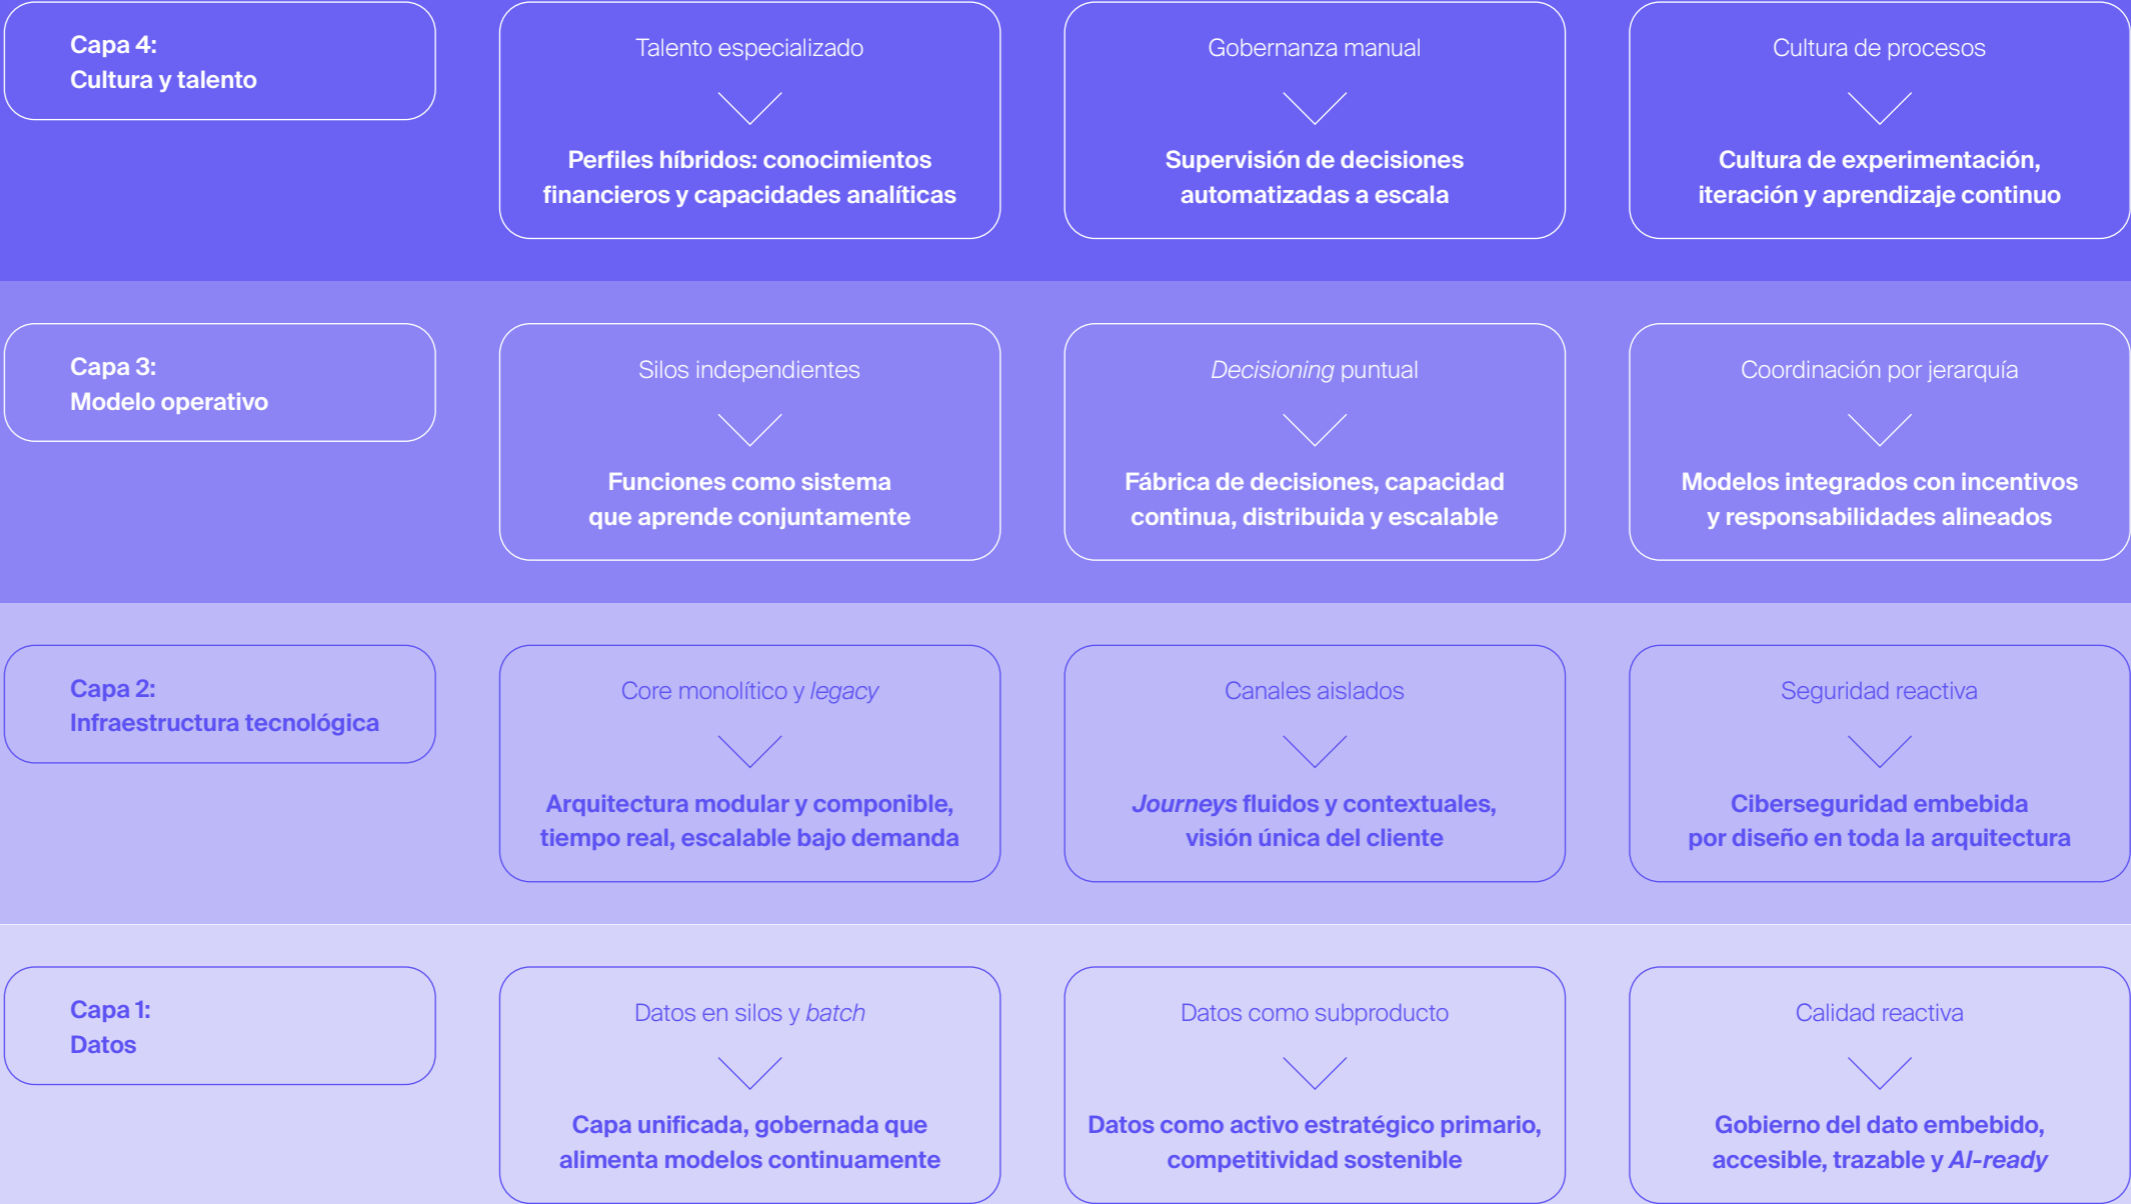 Capa 4:
Cultura y talento
Talento especializado
Perfiles híbridos: conocimientos
financieros y capacidades analíticas
Gobernanza manual
Supervisión de decisiones
automatizadas a escala
Cultura de procesos
Cultura de experimentación,
iteración y aprendizaje continuo
Capa 3:
Modelo operativo
Silos independientes
Funciones como sistema
que aprende conjuntamente
Decisioning puntual
Fábrica de decisiones, capacidad
continua, distribuida y escalable
Coordinación por jerarquía
Modelos integrados con incentivos
y responsabilidades alineados
Capa 2:
Infraestructura tecnológica
Core monolítico y legacy
Arquitectura modular y componible,
tiempo real, escalable bajo demanda
Canales aislados
Journeys fluidos y contextuales,
visión única del cliente
Seguridad reactiva
Ciberseguridad embebida
por diseño en toda la arquitectura
Capa 1:
Datos
Datos en silos y batch
Capa unificada, gobernada que
alimenta modelos continuamente
Datos como subproducto
Datos como activo estratégico primario,
competitividad sostenible
Calidad reactiva
Gobierno del dato embebido,
accesible, trazable y AI-ready